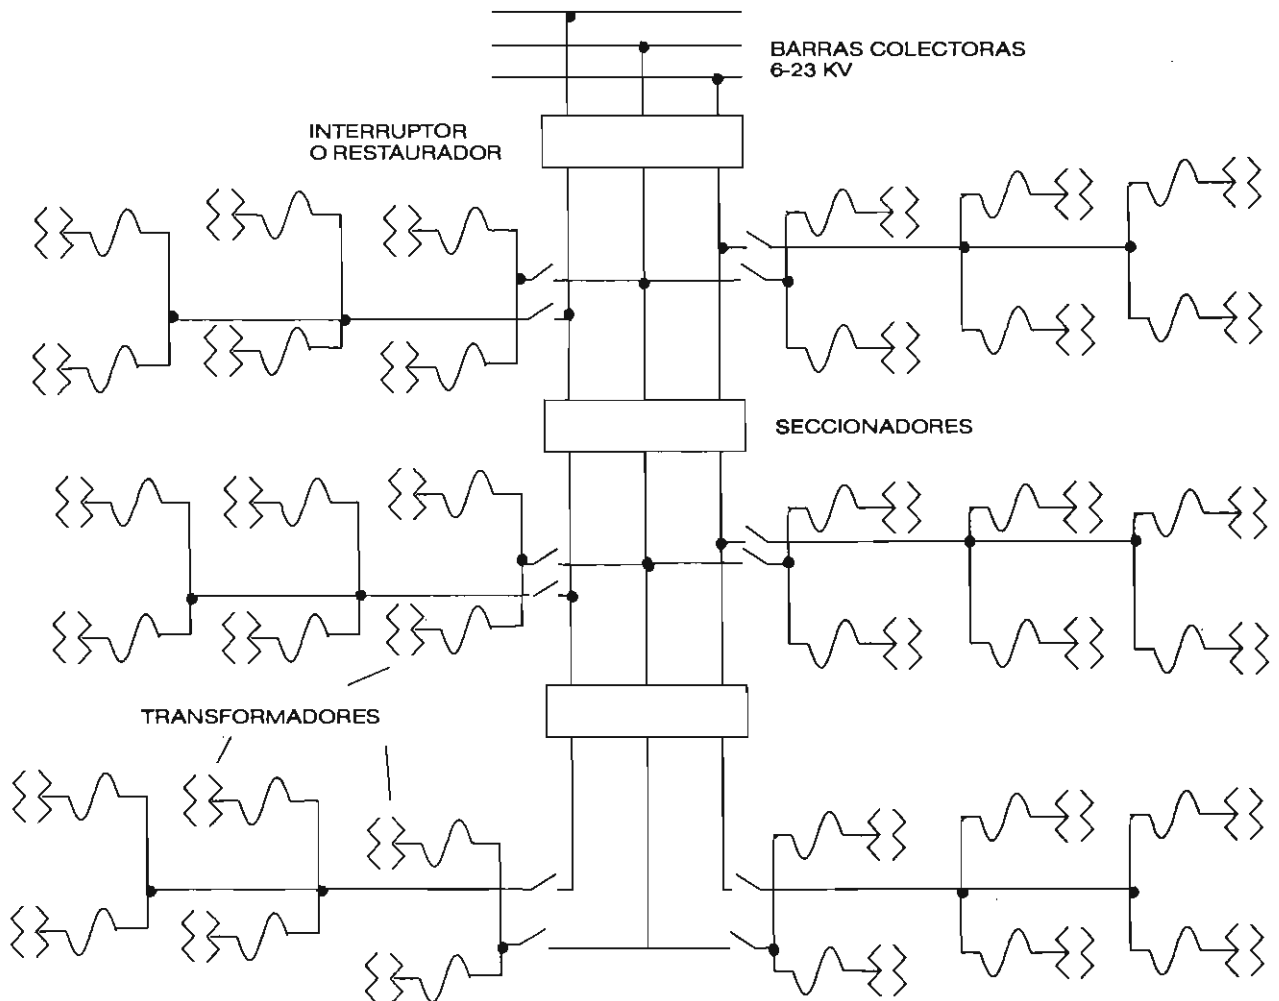 BARRAS COLECTORAS
6-23 KV
INTERRUPTOR
O RESTAURADOR
SECCIONADORES
TRANSFORMADORES